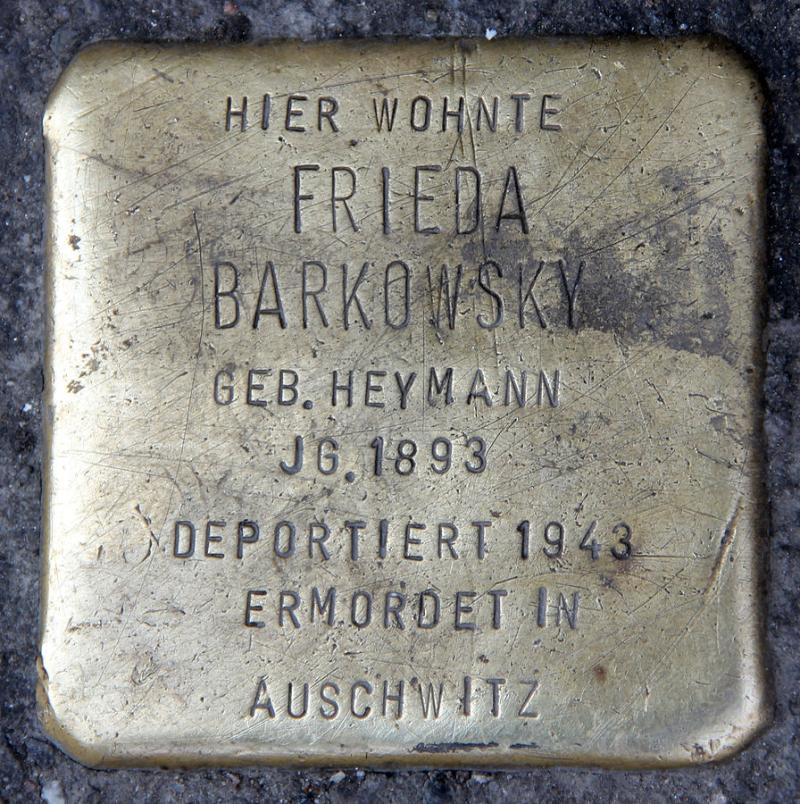 HIER WOHNTE
FRIEDA
BARKOWSKY
GEB. HEYMANN
JG. 1893
DEPORTIERT 1943
ERMORDET IN
AUSCHWITZ